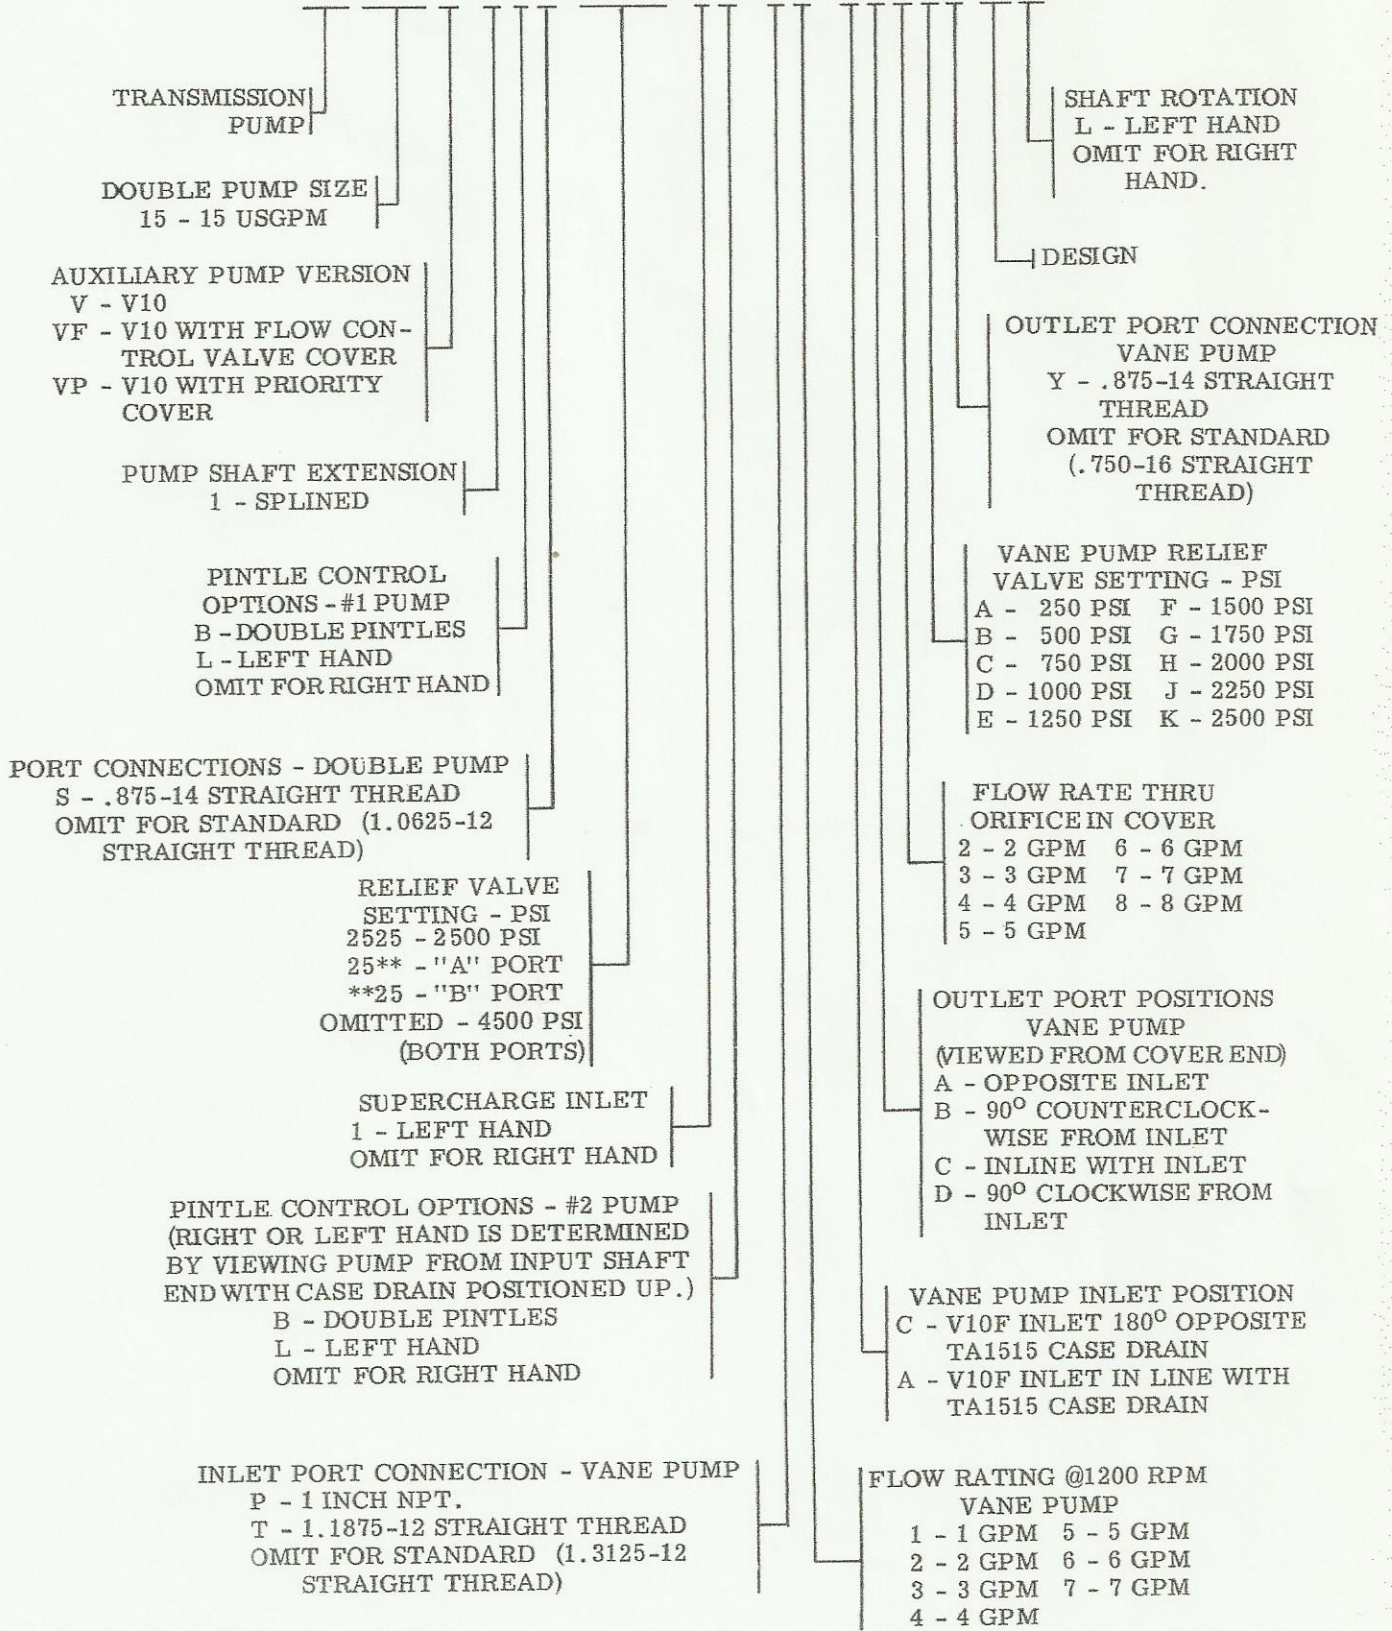 TRANSMISSION
PUMP
DOUBLE PUMP SIZE
15 - 15 USGPM
AUXILIARY PUMP VERSION
V - V10
VF - V10 WITH FLOW CON-
TROL VALVE COVER
VP - V10 WITH PRIORITY
COVER
PUMP SHAFT EXTENSION
1 - SPLINED
PINTLE CONTROL
OPTIONS - #1 PUMP
B - DOUBLE PINTLES
L - LEFT HAND
OMIT FOR RIGHT HAND
PORT CONNECTIONS - DOUBLE PUMP
S - .875-14 STRAIGHT THREAD
OMIT FOR STANDARD (1.0625-12
STRAIGHT THREAD)
RELIEF VALVE
SETTING - PSI
2525 - 2500 PSI
25** - "A" PORT
**25 - "B" PORT
OMITTED - 4500 PSI
(BOTH PORTS)
SUPERCHARGE INLET
1 - LEFT HAND
OMIT FOR RIGHT HAND
PINTLE CONTROL OPTIONS - #2 PUMP
(RIGHT OR LEFT HAND IS DETERMINED
BY VIEWING PUMP FROM INPUT SHAFT
END WITH CASE DRAIN POSITIONED UP.)
B - DOUBLE PINTLES
L - LEFT HAND
OMIT FOR RIGHT HAND
INLET PORT CONNECTION - VANE PUMP
P - 1 INCH NPT.
T - 1.1875-12 STRAIGHT THREAD
OMIT FOR STANDARD (1.3125-12
STRAIGHT THREAD)
SHAFT ROTATION
L - LEFT HAND
OMIT FOR RIGHT
HAND.
DESIGN
OUTLET PORT CONNECTION
VANE PUMP
Y - .875-14 STRAIGHT
THREAD
OMIT FOR STANDARD
(.750-16 STRAIGHT
THREAD)
VANE PUMP RELIEF
VALVE SETTING - PSI
A - 250 PSI F - 1500 PSI
B - 500 PSI G - 1750 PSI
C - 750 PSI H - 2000 PSI
D - 1000 PSI J - 2250 PSI
E - 1250 PSI K - 2500 PSI
FLOW RATE THRU
ORIFICE IN COVER
2 - 2 GPM 6 - 6 GPM
3 - 3 GPM 7 - 7 GPM
4 - 4 GPM 8 - 8 GPM
5 - 5 GPM
OUTLET PORT POSITIONS
VANE PUMP
(VIEWED FROM COVER END)
A - OPPOSITE INLET
B - 90º COUNTERCLOCK-
WISE FROM INLET
C - INLINE WITH INLET
D - 90º CLOCKWISE FROM
INLET
VANE PUMP INLET POSITION
C - V10F INLET 180º OPPOSITE
TA1515 CASE DRAIN
A - V10F INLET IN LINE WITH
TA1515 CASE DRAIN
FLOW RATING @1200 RPM
VANE PUMP
1 - 1 GPM 5 - 5 GPM
2 - 2 GPM 6 - 6 GPM
3 - 3 GPM 7 - 7 GPM
4 - 4 GPM